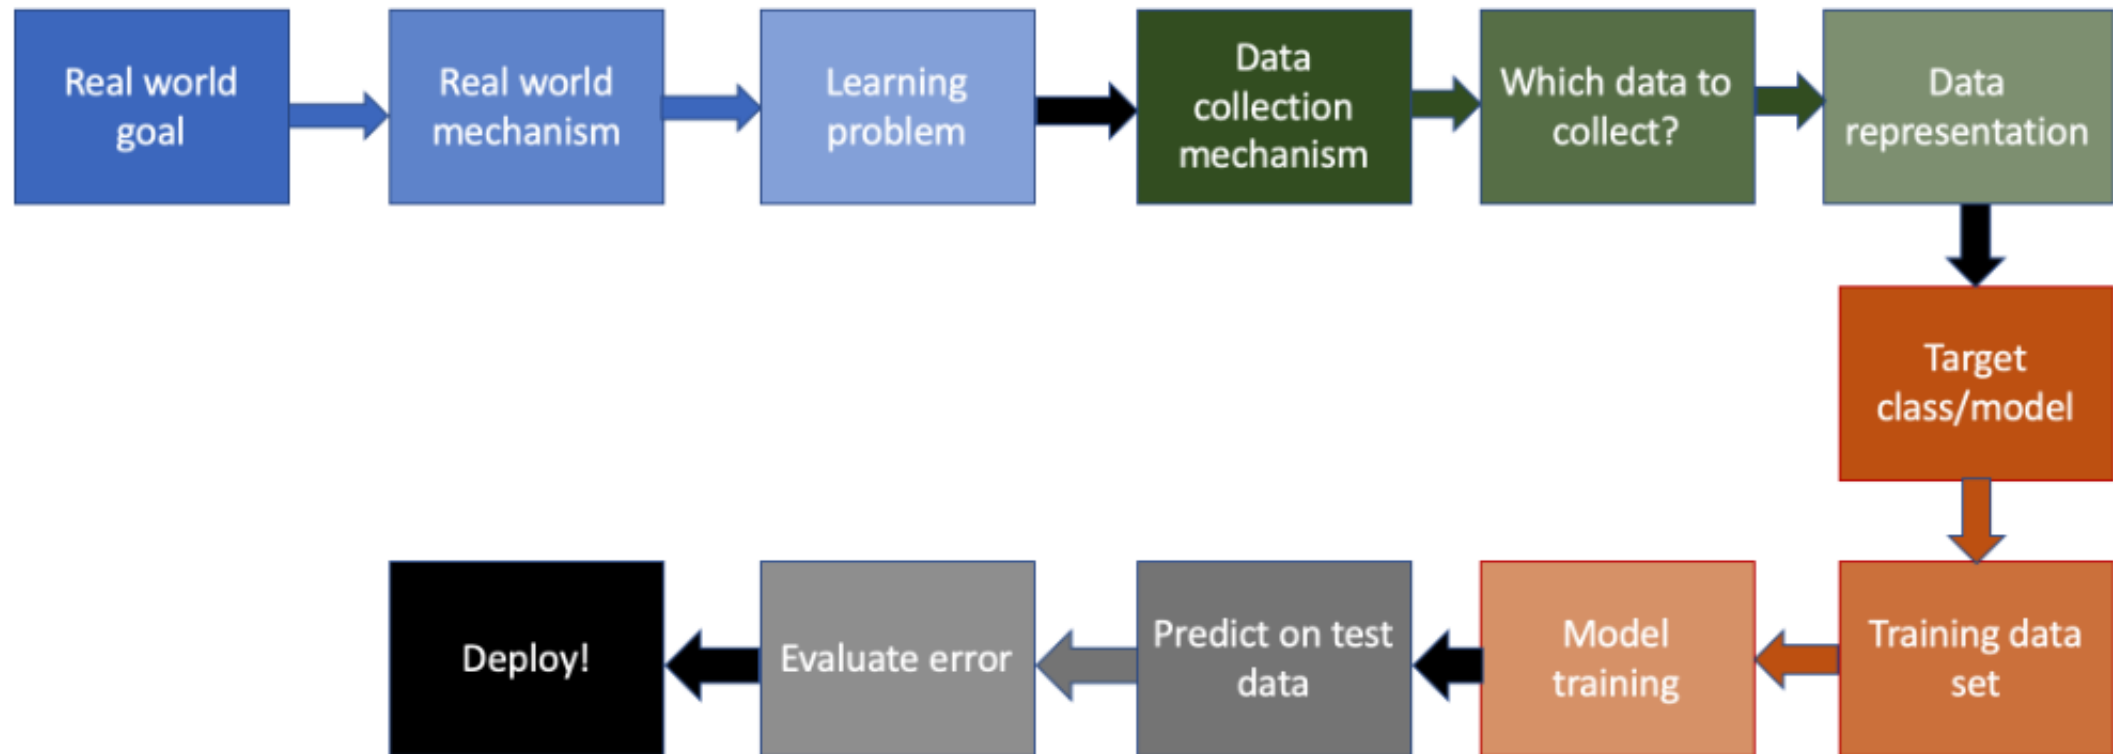 Real world
goal
Real world
mechanism
Learning
problem
Data
collection
mechanism
Which data to
collect?
Data
representation
Target
class/model
Training data
set
Model
training
Predict on test
data
Evaluate error
Deploy!